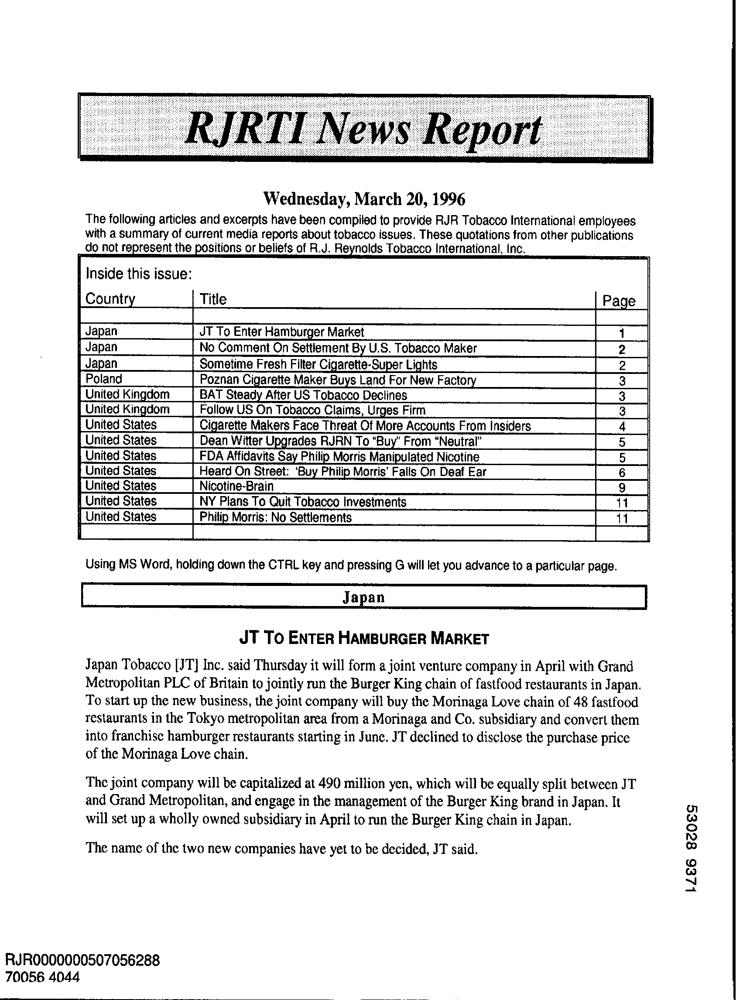 RJRTI News Report
Wednesday, March 20, 1996
The following articles and excerpts have been compiled to provide RJR Tobacco International employees
with a summary of current media reports about tobacco issues. These quotations from other publications
do not represent the positions or beliefs of R.J. Reynolds Tobacco International, Inc.
Inside this issue:
Country Title Page
Japan JT To Enter Hamburger Market 1
Japan No Comment On Settlement By U.S. Tobacco Maker 2
Japan Sometime Fresh Filter Cigarette-Super Lights 2
Poland Poznan Cigarette Maker Buys Land For New Factory 3
United Kingdom BAT Steady After US Tobacco Declines 3
United Kingdom Follow US On Tobacco Claims, Urges Firm 3
United States Cigarette Makers Face Threat Of More Accounts From Insiders 4
United States Dean Witter Upgrades RJRN To "Buy" From "Neutral" 5
United States FDA Affidavits Say Philip Morris Manipulated Nicotine 5
United States Heard On Street: 'Buy Philip Morris' Falls On Deaf Ear 6
United States Nicotine-Brain 9
United States NY Plans To Quit Tobacco Investments 11
United States Philip Morris: No Settlements 11
Using MS Word, holding down the CTRL key and pressing G will let you advance to a particular page.
Japan
JT TO ENTER HAMBURGER MARKET
Japan Tobacco [JT] Inc. said Thursday it will form a joint venture company in April with Grand
Metropolitan PLC of Britain to jointly run the Burger King chain of fastfood restaurants in Japan.
To start up the new business, the joint company will buy the Morinaga Love chain of 48 fastfood
restaurants in the Tokyo metropolitan area from a Morinaga and Co. subsidiary and convert them
into franchise hamburger restaurants starting in June. JT declined to disclose the purchase price
of the Morinaga Love chain.
The joint company will be capitalized at 490 million yen, which will be equally split between JT
and Grand Metropolitan, and engage in the management of the Burger King brand in Japan. It
will set up a wholly owned subsidiary in April to run the Burger King chain in Japan.
The name of the two new companies have yet to be decided, JT said.
53028 9371
RJR0000000507056288
70056 4044